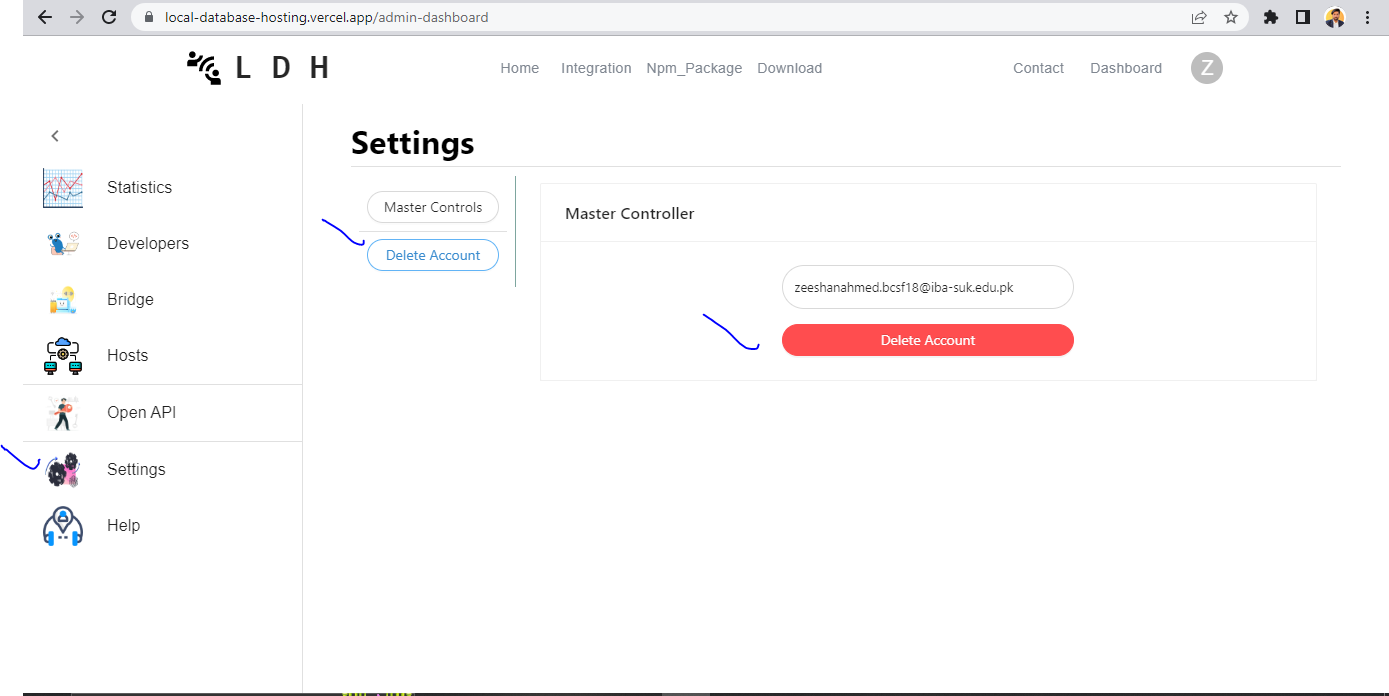 local-database-hosting.vercel.app/admin-dashboard
L D H
Home Integration Npm_Package Download Contact Dashboard Z
Statistics
Developers
Bridge
Hosts
Open API
Settings
Help
Settings
Master Controls
Delete Account
Master Controller
zeeshanahmed.bcsf18@iba-suk.edu.pk
Delete Account